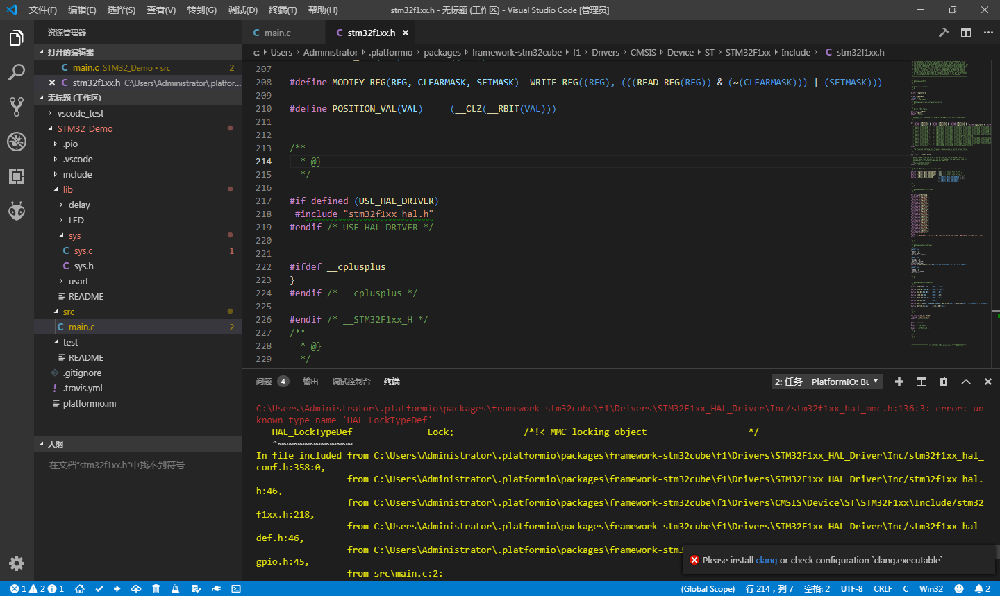 文件(F) 编辑(E) 选择(S) 查看(V) 转到(G) 调试(D) 终端(T) 帮助(H) stm32f1xx.h - 无标题 (工作区) - Visual Studio Code [管理员]
资源管理器
打开的编辑器
main.c STM32_Demo • src 2
stm32f1xx.h C:\Users\Administrator\.platfor...
无标题 (工作区)
vscode_test
STM32_Demo
.pio
.vscode
include
lib
delay
LED
sys
sys.c 1
sys.h
usart
README
src
main.c 2
test
README
.gitignore
.travis.yml
platformio.ini
大纲
在文档“stm32f1xx.h”中找不到符号
main.c stm32f1xx.h
c: Users Administrator .platformio packages framework-stm32cube f1 Drivers CMSIS Device ST STM32F1xx Include stm32f1xx.h
207
208 #define MODIFY_REG(REG, CLEARMASK, SETMASK)  WRITE_REG((REG), (((READ_REG(REG)) & (~(CLEARMASK))) | (SETMASK)))
209
210 #define POSITION_VAL(VAL)     (__CLZ(__RBIT(VAL)))
211
212
213 /**
214   * @}
215   */
216
217 #if defined (USE_HAL_DRIVER)
218  #include "stm32f1xx_hal.h"
219 #endif /* USE_HAL_DRIVER */
220
221
222 #ifdef __cplusplus
223 }
224 #endif /* __cplusplus */
225
226 #endif /* __STM32F1xx_H */
227 /**
228   * @}
229   */
问题 4 输出 调试控制台 终端 2: 任务 - PlatformIO: Bu
C:\Users\Administrator\.platformio\packages\framework-stm32cube\f1\Drivers\STM32F1xx_HAL_Driver\Inc/stm32f1xx_hal_mmc.h:136:3: error: un
known type name 'HAL_LockTypeDef'
HAL_LockTypeDef              Lock;             /*!< MMC locking object                   */
^~~~~~~~~~~~~~~
In file included from C:\Users\Administrator\.platformio\packages\framework-stm32cube\f1\Drivers\STM32F1xx_HAL_Driver\Inc/stm32f1xx_hal_
conf.h:358:0,
from C:\Users\Administrator\.platformio\packages\framework-stm32cube\f1\Drivers\STM32F1xx_HAL_Driver\Inc/stm32f1xx_hal.
h:46,
from C:\Users\Administrator\.platformio\packages\framework-stm32cube\f1\Drivers\CMSIS\Device\ST\STM32F1xx\Include/stm32
f1xx.h:218,
from C:\Users\Administrator\.platformio\packages\framework-stm32cube\f1\Drivers\STM32F1xx_HAL_Driver\Inc/stm32f1xx_hal_
def.h:46,
from C:\Users\Administrator\.platformio\packages\framework-stm3
gpio.h:45,
from src\main.c:2:
Please install clang or check configuration `clang.executable`
1 2 1 (Global Scope) 行 214，列 7 空格: 2 UTF-8 CRLF C Win32 2